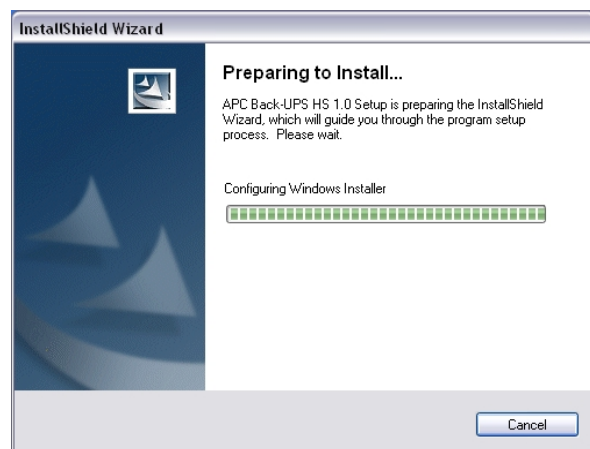 InstallShield Wizard
Preparing to Install...
APC Back-UPS HS 1.0 Setup is preparing the InstallShield
Wizard, which will guide you through the program setup
process. Please wait.
Configuring Windows Installer
Cancel